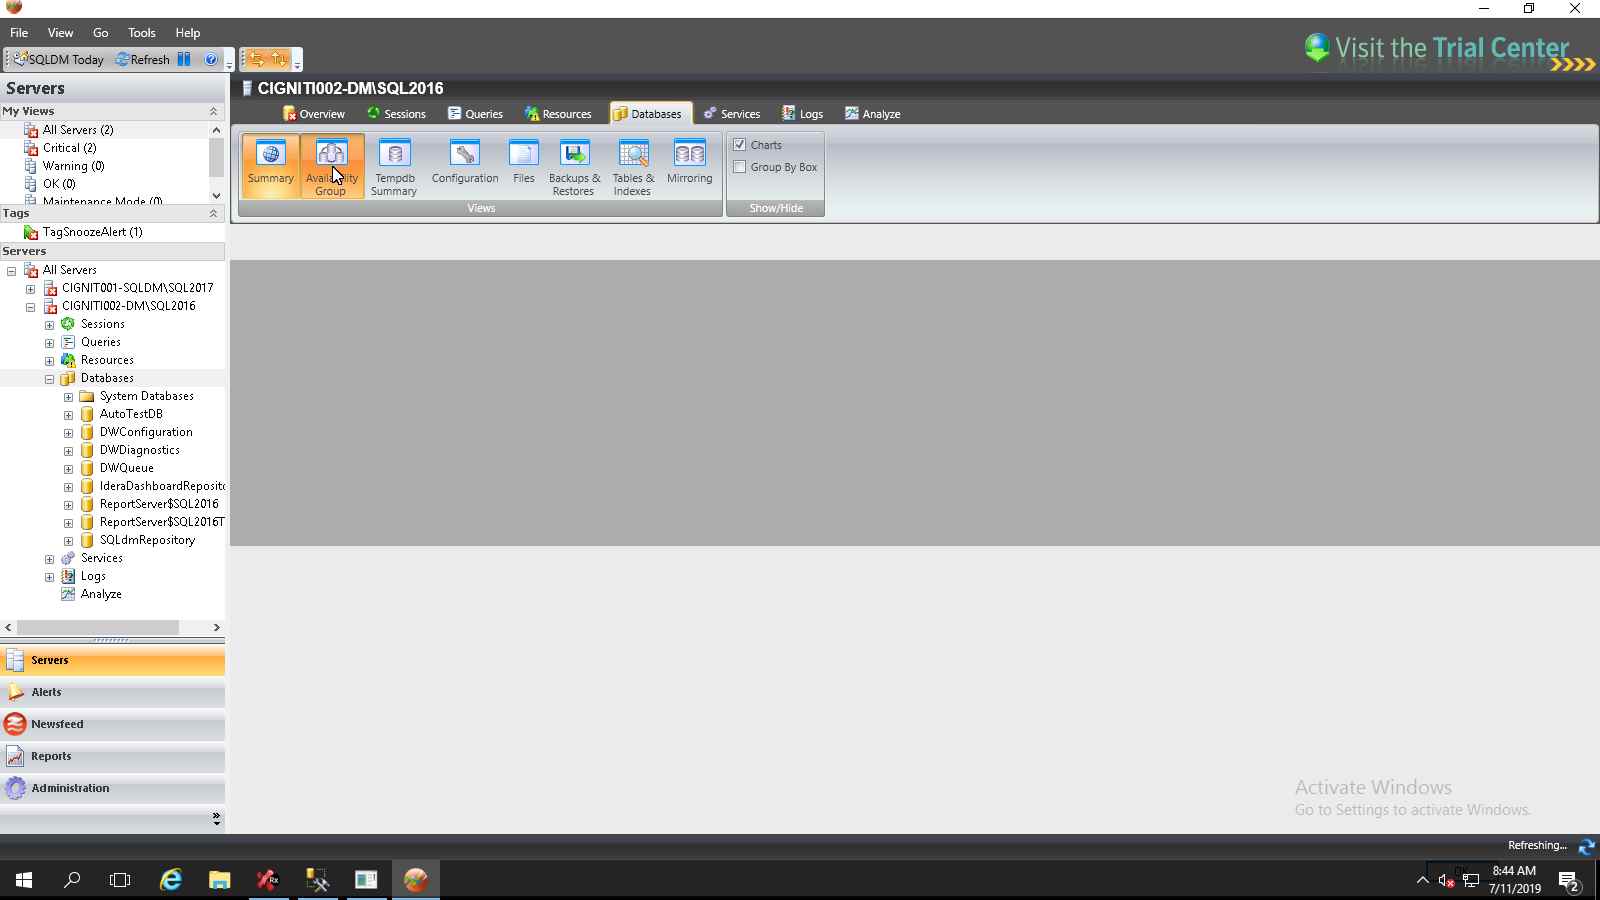 File View Go Tools Help
Visit the Trial Center
SQLDM Today Refresh
Servers
CIGNITI002-DM\SQL2016
My Views
Overview Sessions Queries Resources Databases Services Logs Analyze
All Servers (2)
Critical (2)
Warning (0)
OK (0)
Maintenance Mode (0)
Summary
Availability Group
Tempdb Summary
Configuration
Files
Backups & Restores
Tables & Indexes
Mirroring
Views
Charts
Group By Box
Show/Hide
Tags
TagSnoozeAlert (1)
Servers
All Servers
CIGNIT001-SQLDM\SQL2017
CIGNITI002-DM\SQL2016
Sessions
Queries
Resources
Databases
System Databases
AutoTestDB
DWConfiguration
DWDiagnostics
DWQueue
IderaDashboardReposito
ReportServer$SQL2016
ReportServer$SQL2016T
SQLdmRepository
Services
Logs
Analyze
Servers
Alerts
Newsfeed
Reports
Administration
Activate Windows
Go to Settings to activate Windows.
Refreshing...
Rx
8:44 AM
7/11/2019
2